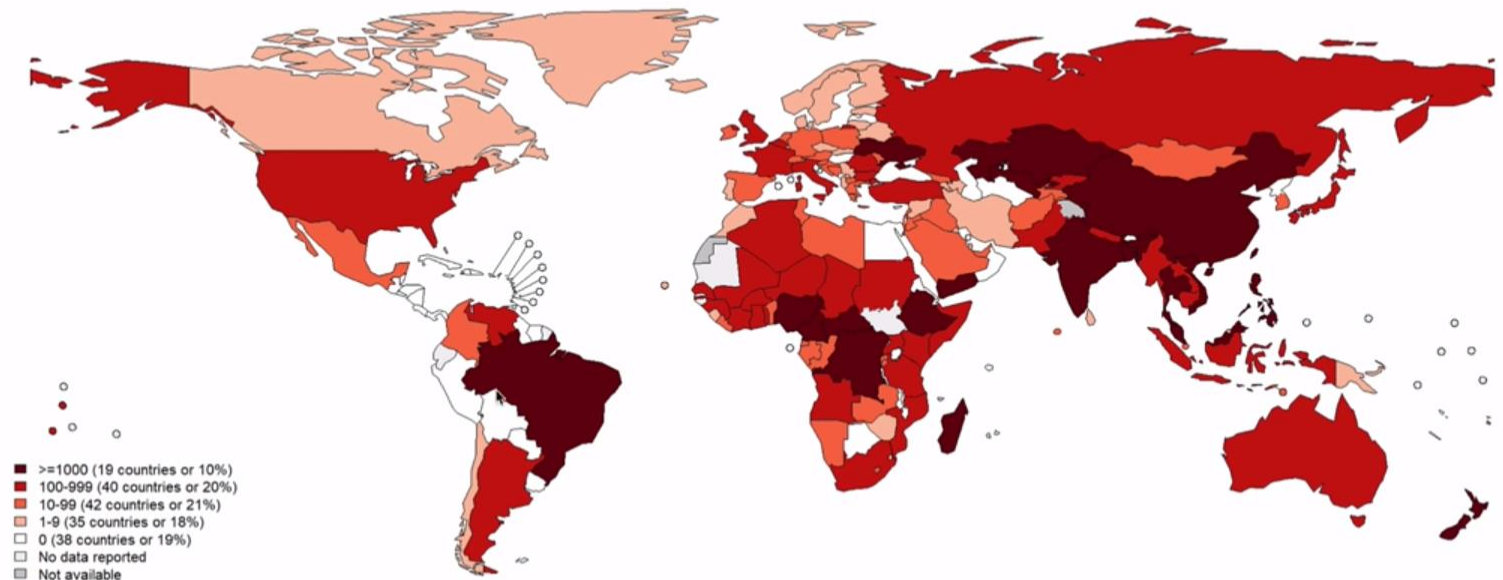 >=1000 (19 countries or 10%)
100-999 (40 countries or 20%)
10-99 (42 countries or 21%)
1-9 (35 countries or 18%)
0 (38 countries or 19%)
No data reported
Not available